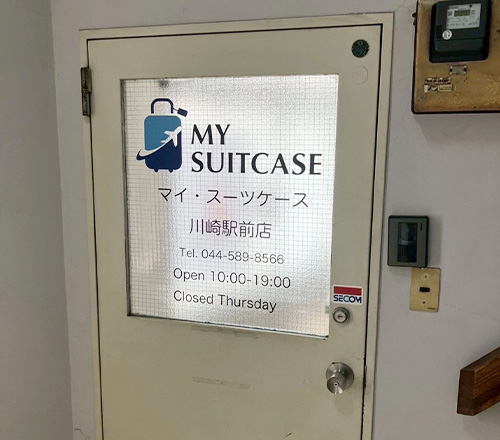 MY
SUITCASE
マイ・スーツケース
川崎駅前店
Tel. 044-589-8566
Open 10:00-19:00
Closed Thursday
SECOM